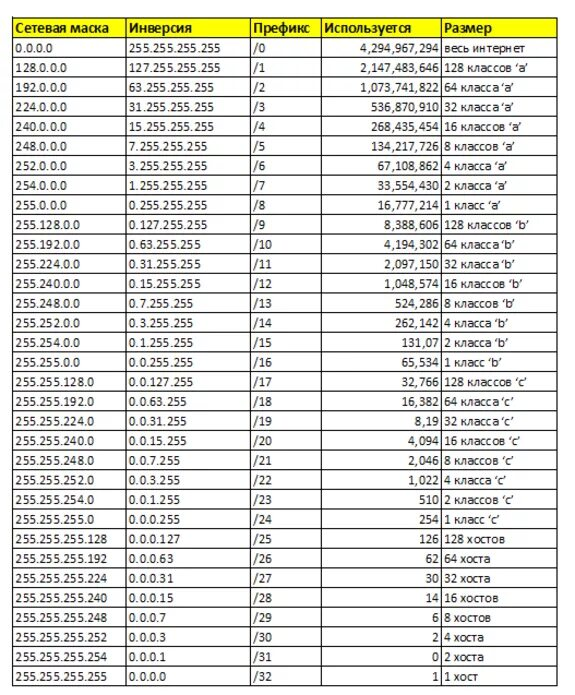 Сетевая маска Инверсия Префикс Используется Размер
0.0.0.0 255.255.255.255 /0 4,294,967,294 весь интернет
128.0.0.0 127.255.255.255 /1 2,147,483,646 128 классов ‘a’
192.0.0.0 63.255.255.255 /2 1,073,741,822 64 класса ‘a’
224.0.0.0 31.255.255.255 /3 536,870,910 32 класса ‘a’
240.0.0.0 15.255.255.255 /4 268,435,454 16 классов ‘a’
248.0.0.0 7.255.255.255 /5 134,217,726 8 классов ‘a’
252.0.0.0 3.255.255.255 /6 67,108,862 4 класса ‘a’
254.0.0.0 1.255.255.255 /7 33,554,430 2 класса ‘a’
255.0.0.0 0.255.255.255 /8 16,777,214 1 класс ‘a’
255.128.0.0 0.127.255.255 /9 8,388,606 128 классов ‘b’
255.192.0.0 0.63.255.255 /10 4,194,302 64 класса ‘b’
255.224.0.0 0.31.255.255 /11 2,097,150 32 класса ‘b’
255.240.0.0 0.15.255.255 /12 1,048,574 16 классов ‘b’
255.248.0.0 0.7.255.255 /13 524,286 8 классов ‘b’
255.252.0.0 0.3.255.255 /14 262,142 4 класса ‘b’
255.254.0.0 0.1.255.255 /15 131,07 2 класса ‘b’
255.255.0.0 0.0.255.255 /16 65,534 1 класс ‘b’
255.255.128.0 0.0.127.255 /17 32,766 128 классов ‘c’
255.255.192.0 0.0.63.255 /18 16,382 64 класса ‘c’
255.255.224.0 0.0.31.255 /19 8,19 32 класса ‘c’
255.255.240.0 0.0.15.255 /20 4,094 16 классов ‘c’
255.255.248.0 0.0.7.255 /21 2,046 8 классов ‘c’
255.255.252.0 0.0.3.255 /22 1,022 4 класса ‘c’
255.255.254.0 0.0.1.255 /23 510 2 классов ‘c’
255.255.255.0 0.0.0.255 /24 254 1 класс ‘c’
255.255.255.128 0.0.0.127 /25 126 128 хостов
255.255.255.192 0.0.0.63 /26 62 64 хоста
255.255.255.224 0.0.0.31 /27 30 32 хоста
255.255.255.240 0.0.0.15 /28 14 16 хостов
255.255.255.248 0.0.0.7 /29 6 8 хостов
255.255.255.252 0.0.0.3 /30 2 4 хоста
255.255.255.254 0.0.0.1 /31 0 2 хоста
255.255.255.255 0.0.0.0 /32 1 1 хост